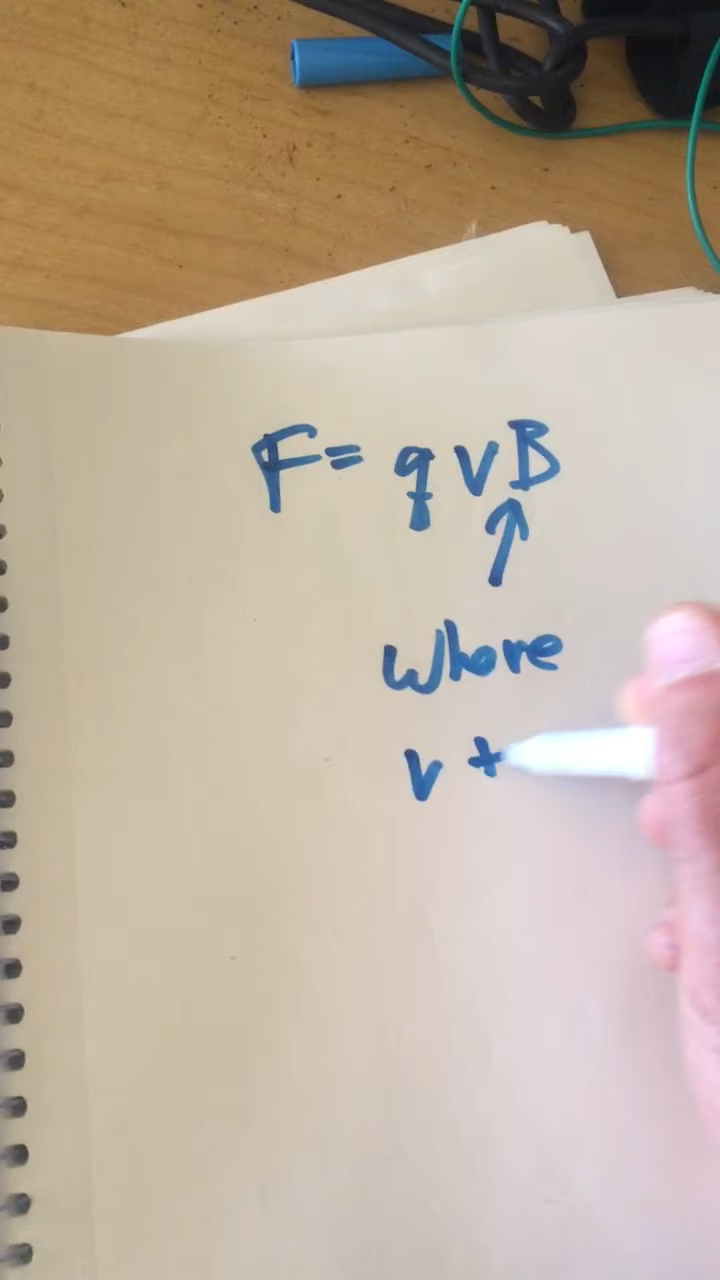 F = qvB
↑
where
v +